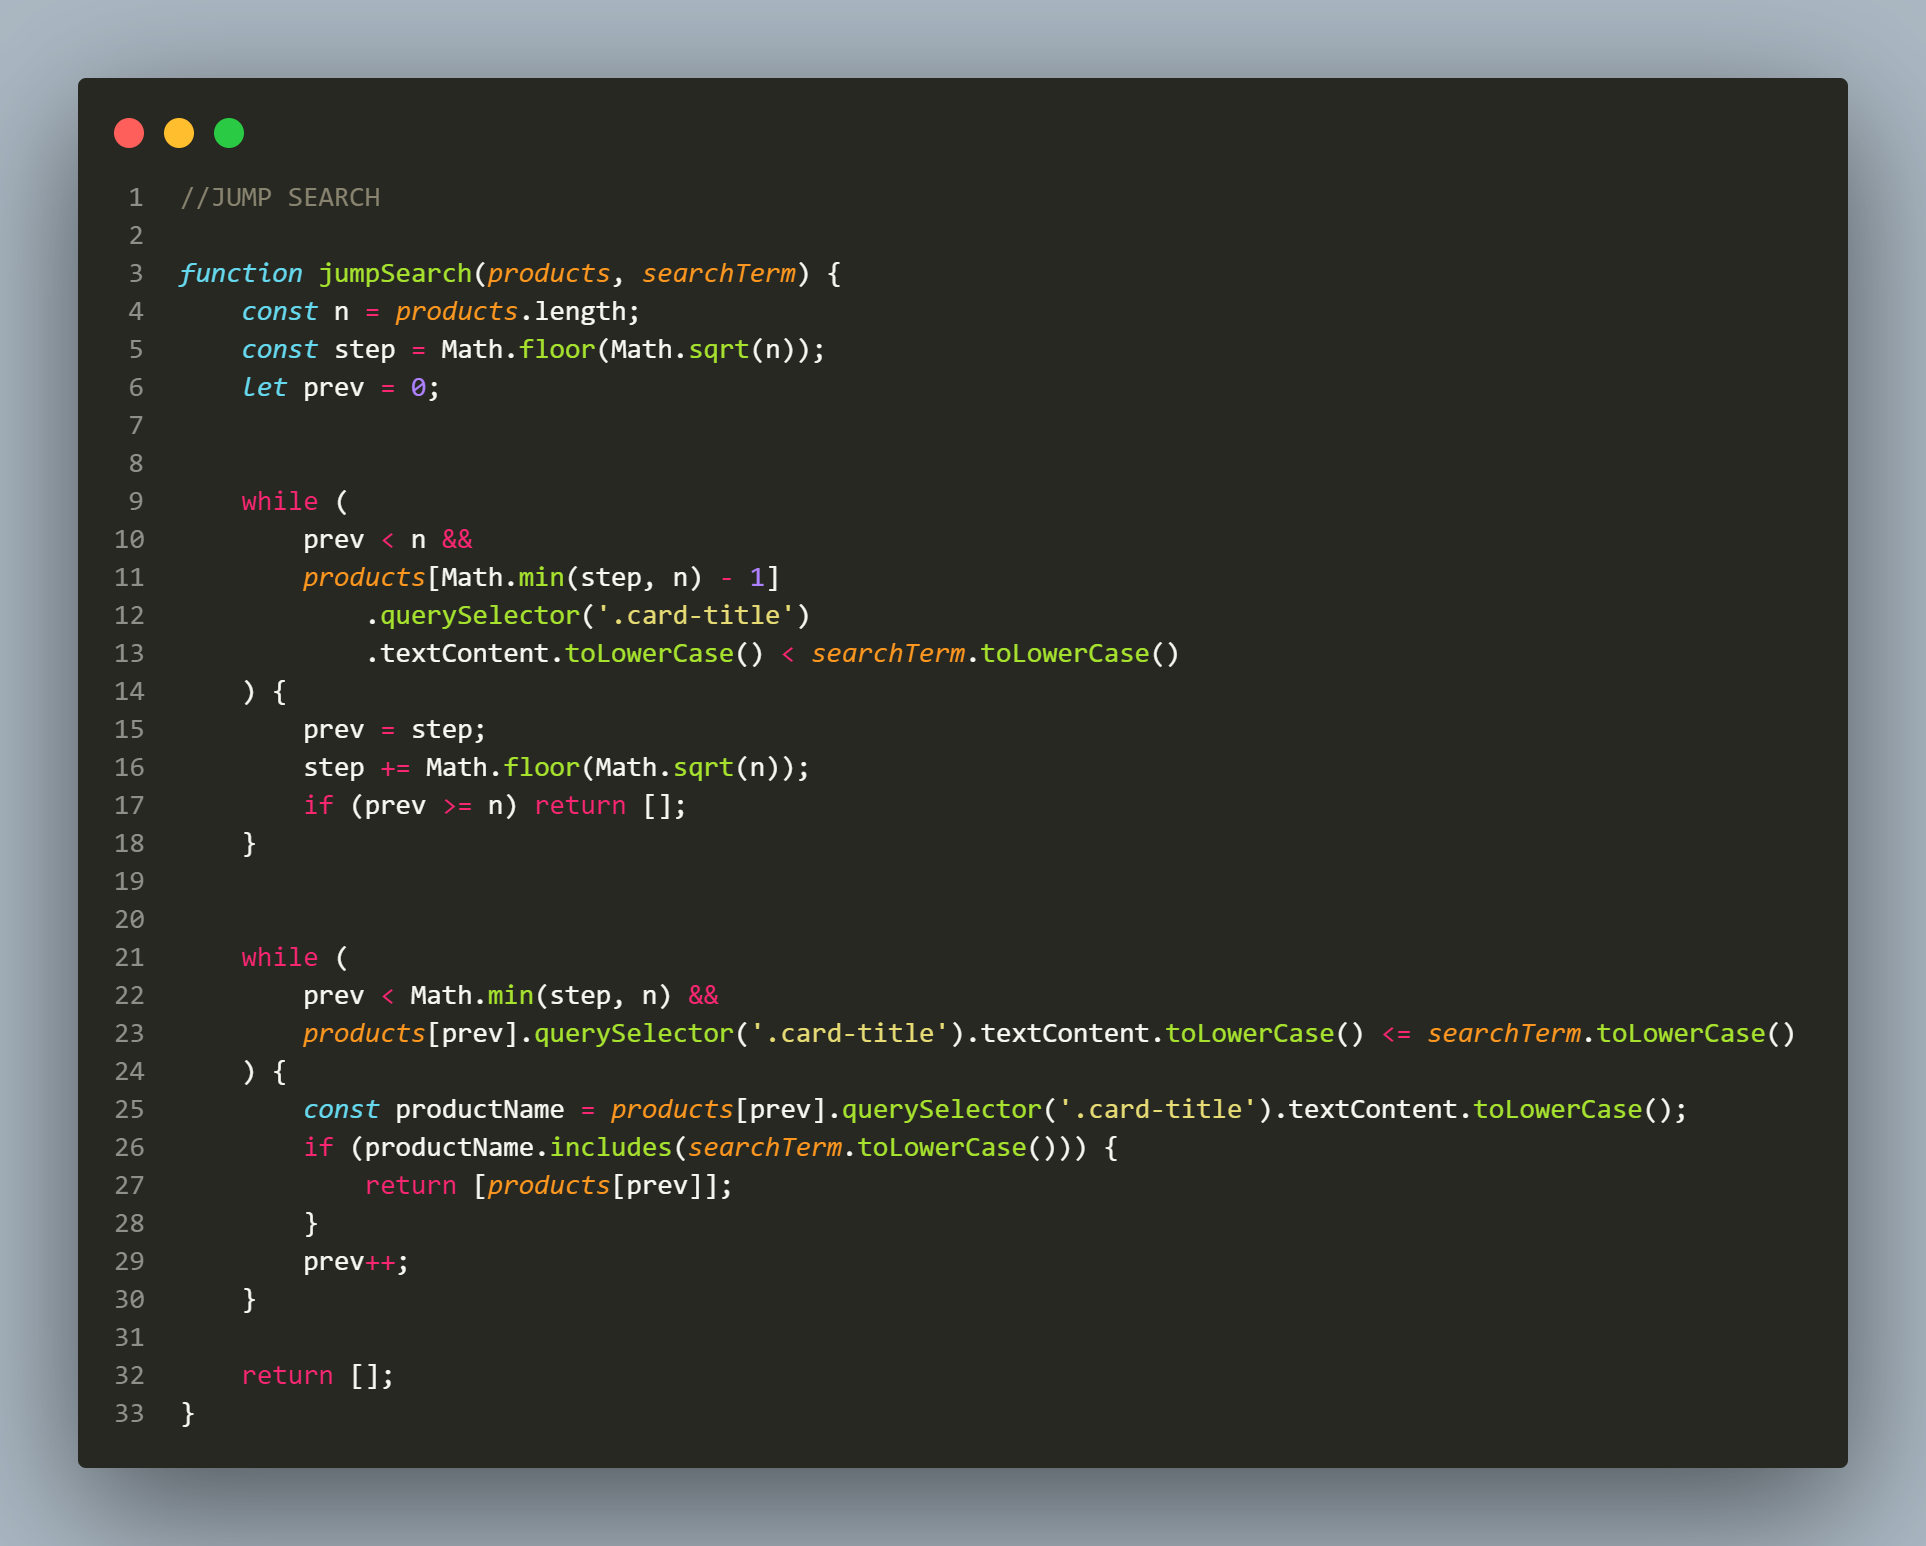 1 //JUMP SEARCH
2
3 function jumpSearch(products, searchTerm) {
4     const n = products.length;
5     const step = Math.floor(Math.sqrt(n));
6     let prev = 0;
7
8
9     while (
10         prev < n &&
11         products[Math.min(step, n) - 1]
12             .querySelector('.card-title')
13             .textContent.toLowerCase() < searchTerm.toLowerCase()
14     ) {
15         prev = step;
16         step += Math.floor(Math.sqrt(n));
17         if (prev >= n) return [];
18     }
19
20
21     while (
22         prev < Math.min(step, n) &&
23         products[prev].querySelector('.card-title').textContent.toLowerCase() <= searchTerm.toLowerCase()
24     ) {
25         const productName = products[prev].querySelector('.card-title').textContent.toLowerCase();
26         if (productName.includes(searchTerm.toLowerCase())) {
27             return [products[prev]];
28         }
29         prev++;
30     }
31
32     return [];
33 }